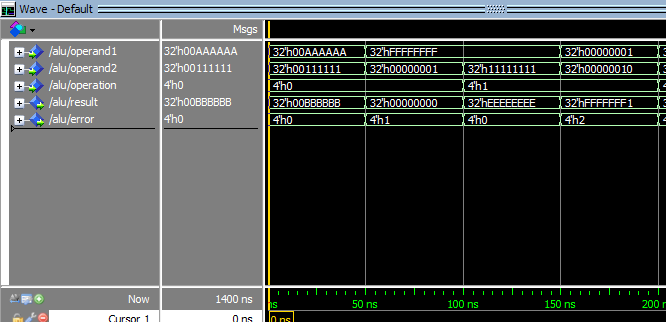 Wave - Default
Msgs
/alu/operand1 32'h00AAAAAA 32'h00AAAAAA 32'hFFFFFFFF 32'h00000001
/alu/operand2 32'h00111111 32'h00111111 32'h00000001 32'h11111111 32'h00000010
/alu/operation 4'h0 4'h0 4'h1
/alu/result 32'h00BBBBBB 32'h00BBBBBB 32'h00000000 32'hEEEEEEEE 32'hFFFFFFF1
/alu/error 4'h0 4'h0 4'h1 4'h0 4'h2
Now 1400 ns ns 50 ns 100 ns 150 ns 200 n
Cursor 1 0 ns 0 ns